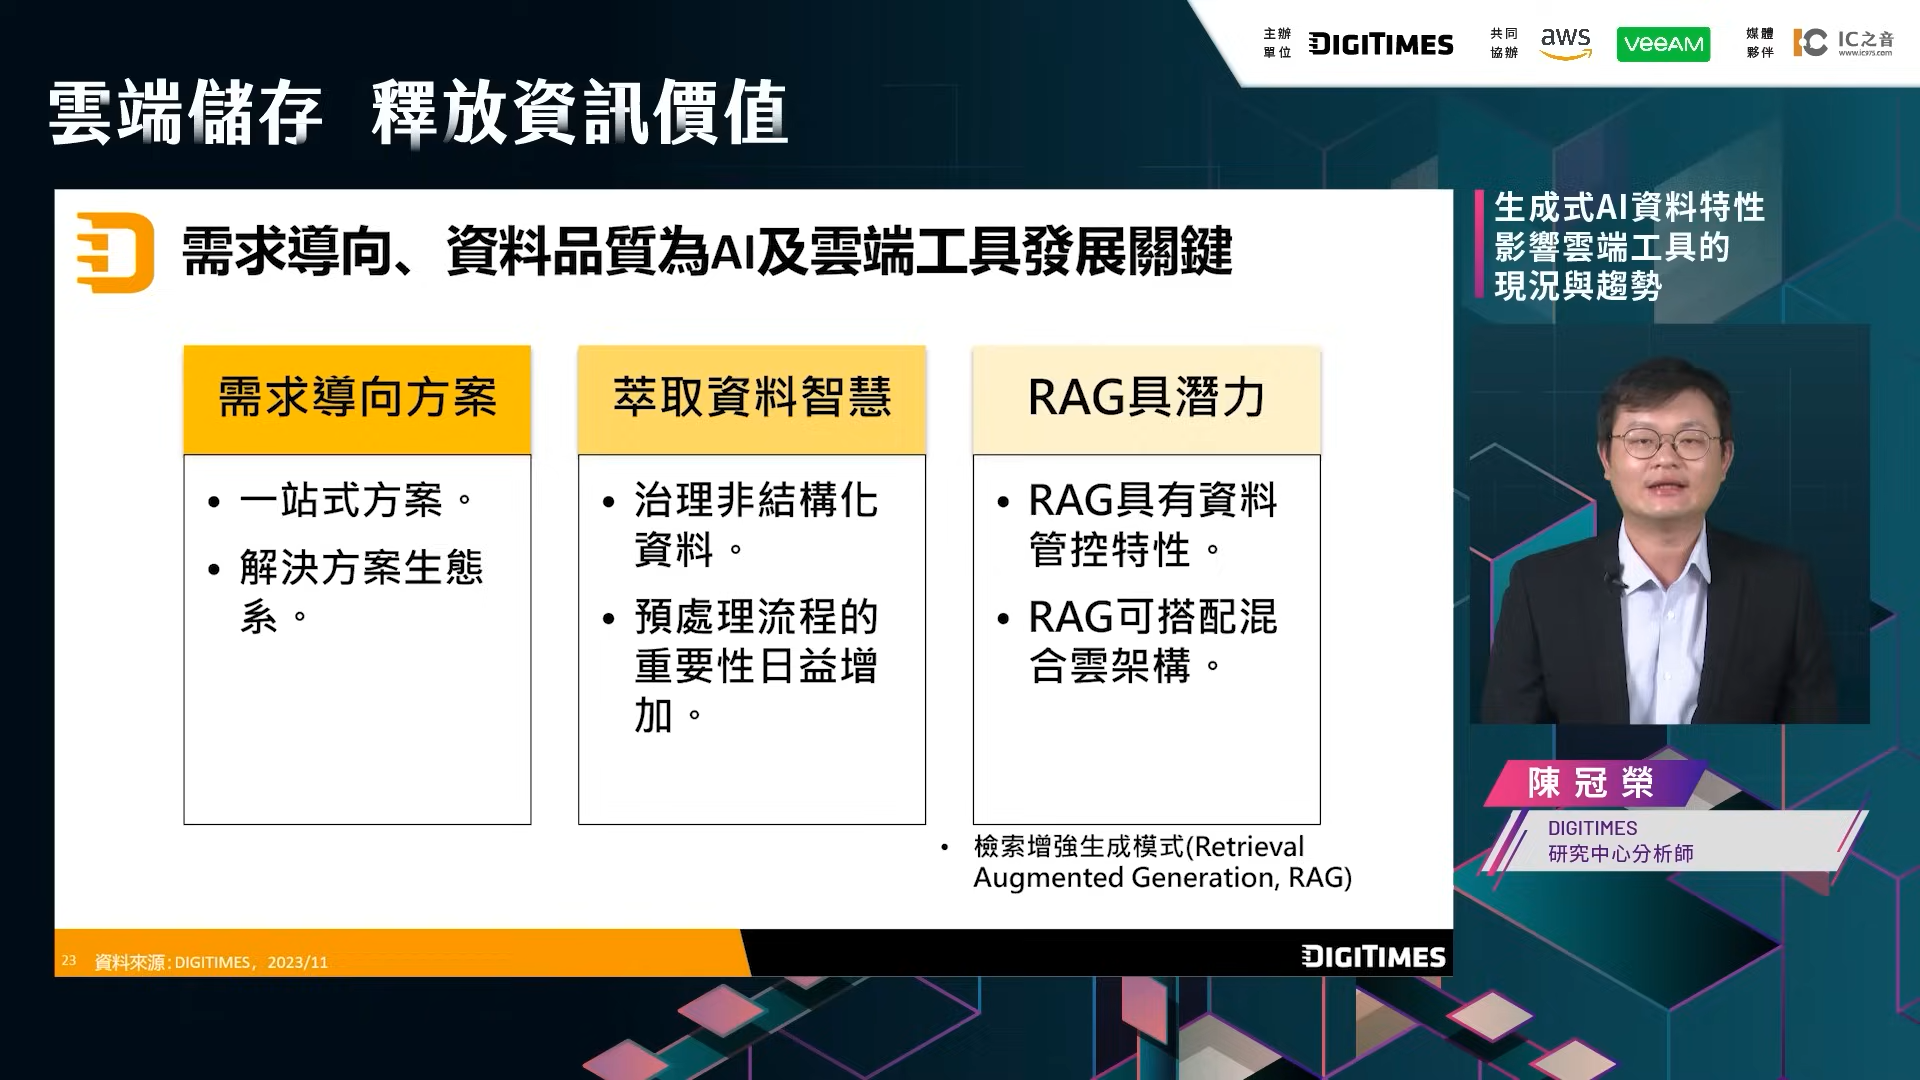 主辦
單位
DIGITIMES
共同
協辦
aws
veeAM
媒體
夥伴
IC之音
www.ic975.com
雲端儲存 釋放資訊價值
需求導向、資料品質為AI及雲端工具發展關鍵
需求導向方案
• 一站式方案。
• 解決方案生態
系。
萃取資料智慧
• 治理非結構化
資料。
• 預處理流程的
重要性日益增
加。
RAG具潛力
• RAG具有資料
管控特性。
• RAG可搭配混
合雲架構。
• 檢索增強生成模式(Retrieval
Augmented Generation, RAG)
23 資料來源: DIGITIMES，2023/11
DIGITIMES
生成式AI資料特性
影響雲端工具的
現況與趨勢
陳冠榮
DIGITIMES
研究中心分析師